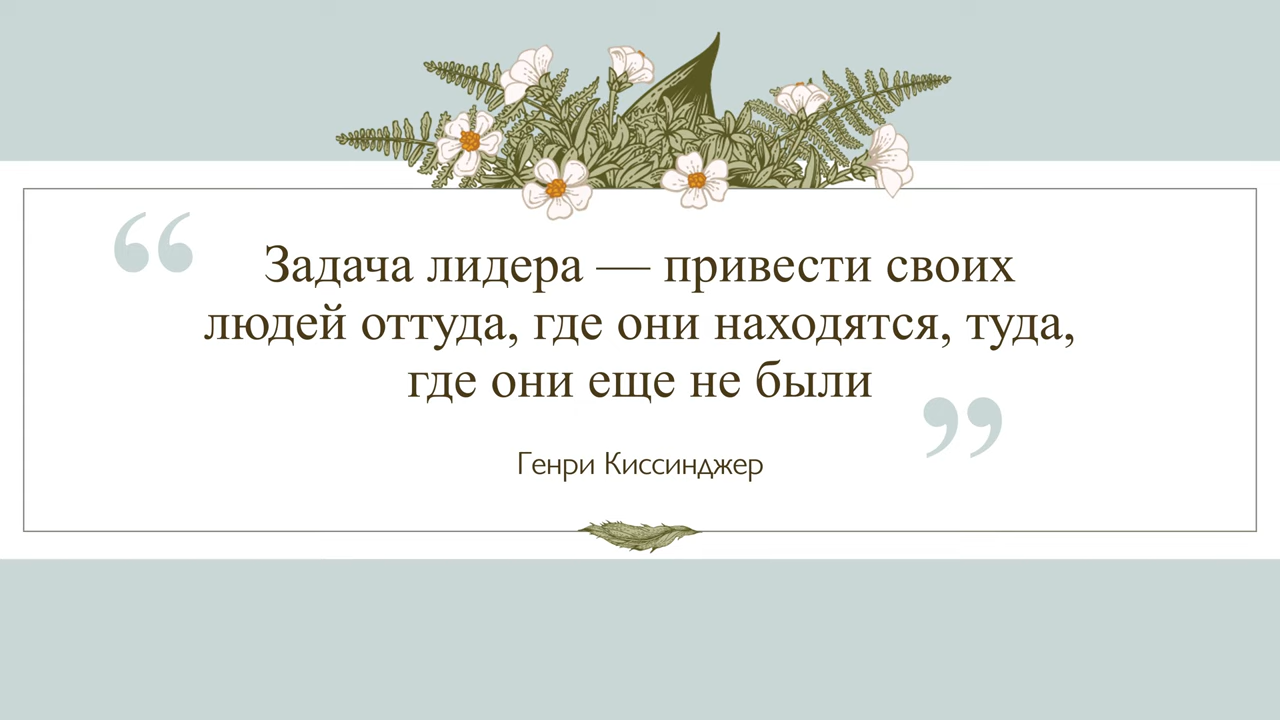 “
Задача лидера — привести своих
людей оттуда, где они находятся, туда,
где они еще не были
”
Генри Киссинджер